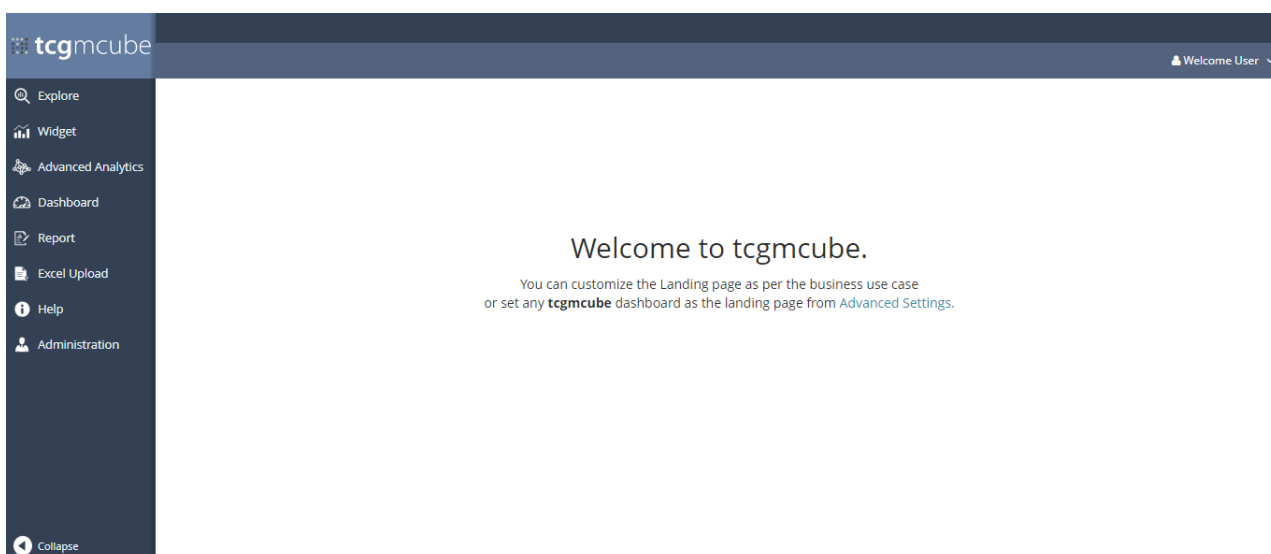 tcgmcube
Welcome User
Explore
Widget
Advanced Analytics
Dashboard
Report
Excel Upload
Help
Administration
Welcome to tcgmcube.
You can customize the Landing page as per the business use case
or set any tcgmcube dashboard as the landing page from Advanced Settings.
Collapse